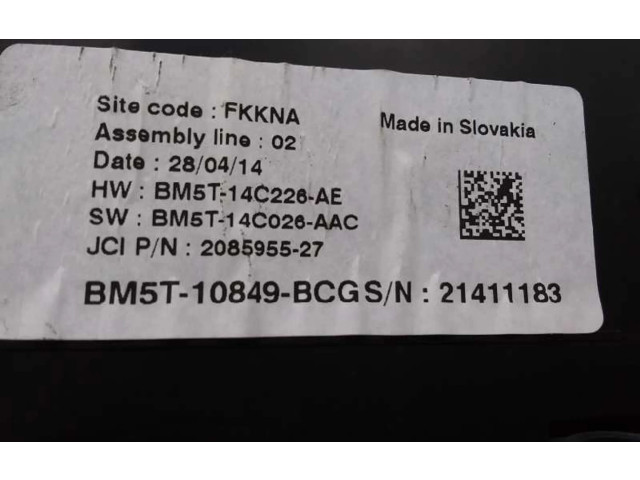 Site code : FKKNA
Made in Slovakia
Assembly line : 02
Date : 28/04/14
HW : BM5T-14C226-AE
SW : BM5T-14C026-AAC
JCI P/N : 2085955-27
BM5T-10849-BCG S/N : 21411183